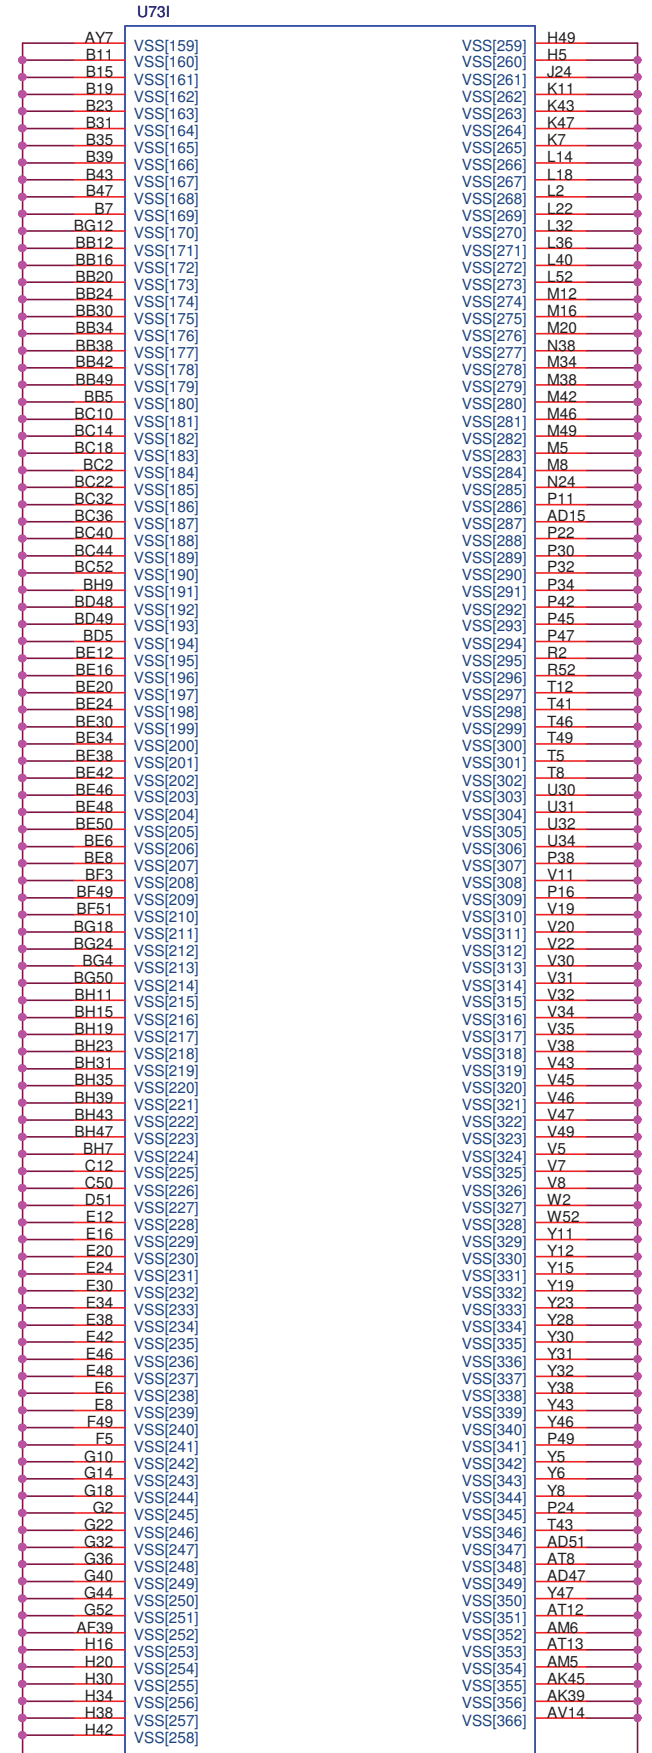 U73I
AY7 VSS[159] VSS[259] H49
B11 VSS[160] VSS[260] H5
B15 VSS[161] VSS[261] J24
B19 VSS[162] VSS[262] K11
B23 VSS[163] VSS[263] K43
B31 VSS[164] VSS[264] K47
B35 VSS[165] VSS[265] K7
B39 VSS[166] VSS[266] L14
B43 VSS[167] VSS[267] L18
B47 VSS[168] VSS[268] L2
B7 VSS[169] VSS[269] L22
BG12 VSS[170] VSS[270] L32
BB12 VSS[171] VSS[271] L36
BB16 VSS[172] VSS[272] L40
BB20 VSS[173] VSS[273] L52
BB24 VSS[174] VSS[274] M12
BB30 VSS[175] VSS[275] M16
BB34 VSS[176] VSS[276] M20
BB38 VSS[177] VSS[277] N38
BB42 VSS[178] VSS[278] M34
BB49 VSS[179] VSS[279] M38
BB5 VSS[180] VSS[280] M42
BC10 VSS[181] VSS[281] M46
BC14 VSS[182] VSS[282] M49
BC18 VSS[183] VSS[283] M5
BC2 VSS[184] VSS[284] M8
BC22 VSS[185] VSS[285] N24
BC32 VSS[186] VSS[286] P11
BC36 VSS[187] VSS[287] AD15
BC40 VSS[188] VSS[288] P22
BC44 VSS[189] VSS[289] P30
BC52 VSS[190] VSS[290] P32
BH9 VSS[191] VSS[291] P34
BD48 VSS[192] VSS[292] P42
BD49 VSS[193] VSS[293] P45
BD5 VSS[194] VSS[294] P47
BE12 VSS[195] VSS[295] R2
BE16 VSS[196] VSS[296] R52
BE20 VSS[197] VSS[297] T12
BE24 VSS[198] VSS[298] T41
BE30 VSS[199] VSS[299] T46
BE34 VSS[200] VSS[300] T49
BE38 VSS[201] VSS[301] T5
BE42 VSS[202] VSS[302] T8
BE46 VSS[203] VSS[303] U30
BE48 VSS[204] VSS[304] U31
BE50 VSS[205] VSS[305] U32
BE6 VSS[206] VSS[306] U34
BE8 VSS[207] VSS[307] P38
BF3 VSS[208] VSS[308] V11
BF49 VSS[209] VSS[309] P16
BF51 VSS[210] VSS[310] V19
BG18 VSS[211] VSS[311] V20
BG24 VSS[212] VSS[312] V22
BG4 VSS[213] VSS[313] V30
BG50 VSS[214] VSS[314] V31
BH11 VSS[215] VSS[315] V32
BH15 VSS[216] VSS[316] V34
BH19 VSS[217] VSS[317] V35
BH23 VSS[218] VSS[318] V38
BH31 VSS[219] VSS[319] V43
BH35 VSS[220] VSS[320] V45
BH39 VSS[221] VSS[321] V46
BH43 VSS[222] VSS[322] V47
BH47 VSS[223] VSS[323] V49
BH7 VSS[224] VSS[324] V5
C12 VSS[225] VSS[325] V7
C50 VSS[226] VSS[326] V8
D51 VSS[227] VSS[327] W2
E12 VSS[228] VSS[328] W52
E16 VSS[229] VSS[329] Y11
E20 VSS[230] VSS[330] Y12
E24 VSS[231] VSS[331] Y15
E30 VSS[232] VSS[332] Y19
E34 VSS[233] VSS[333] Y23
E38 VSS[234] VSS[334] Y28
E42 VSS[235] VSS[335] Y30
E46 VSS[236] VSS[336] Y31
E48 VSS[237] VSS[337] Y32
E6 VSS[238] VSS[338] Y38
E8 VSS[239] VSS[339] Y43
F49 VSS[240] VSS[340] Y46
F5 VSS[241] VSS[341] P49
G10 VSS[242] VSS[342] Y5
G14 VSS[243] VSS[343] Y6
G18 VSS[244] VSS[344] Y8
G2 VSS[245] VSS[345] P24
G22 VSS[246] VSS[346] T43
G32 VSS[247] VSS[347] AD51
G36 VSS[248] VSS[348] AT8
G40 VSS[249] VSS[349] AD47
G44 VSS[250] VSS[350] Y47
G52 VSS[251] VSS[351] AT12
AF39 VSS[252] VSS[352] AM6
H16 VSS[253] VSS[353] AT13
H20 VSS[254] VSS[354] AM5
H30 VSS[255] VSS[355] AK45
H34 VSS[256] VSS[356] AK39
H38 VSS[257] VSS[366] AV14
H42 VSS[258]